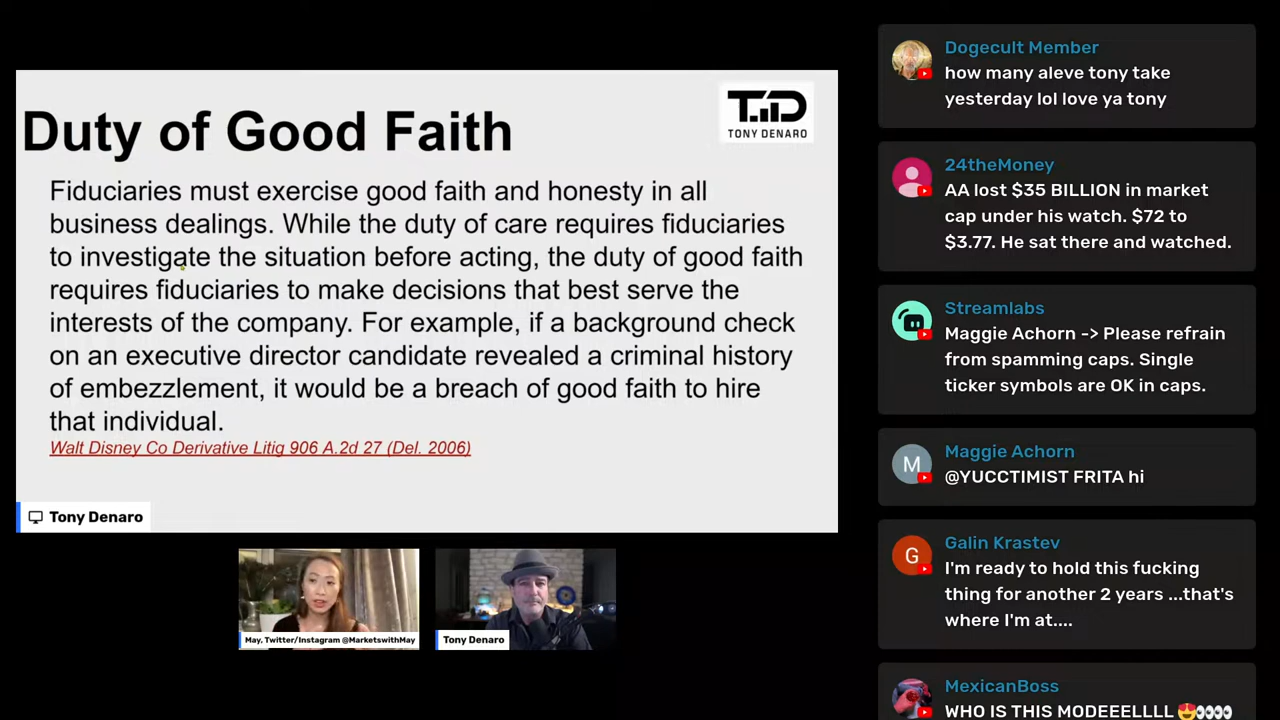 Duty of Good Faith
T.ID
TONY DENARO
Fiduciaries must exercise good faith and honesty in all
business dealings. While the duty of care requires fiduciaries
to investigate the situation before acting, the duty of good faith
requires fiduciaries to make decisions that best serve the
interests of the company. For example, if a background check
on an executive director candidate revealed a criminal history
of embezzlement, it would be a breach of good faith to hire
that individual.
Walt Disney Co Derivative Litig 906 A.2d 27 (Del. 2006)
Tony Denaro
May, Twitter/Instagram @MarketswithMay
Tony Denaro
Dogecult Member
how many aleve tony take
yesterday lol love ya tony
24theMoney
AA lost $35 BILLION in market
cap under his watch. $72 to
$3.77. He sat there and watched.
Streamlabs
Maggie Achorn -> Please refrain
from spamming caps. Single
ticker symbols are OK in caps.
M
Maggie Achorn
@YUCCTIMIST FRITA hi
G
Galin Krastev
I'm ready to hold this fucking
thing for another 2 years ...that's
where I'm at....
MexicanBoss
WHO IS THIS MODEEELLLL 😍👀👀